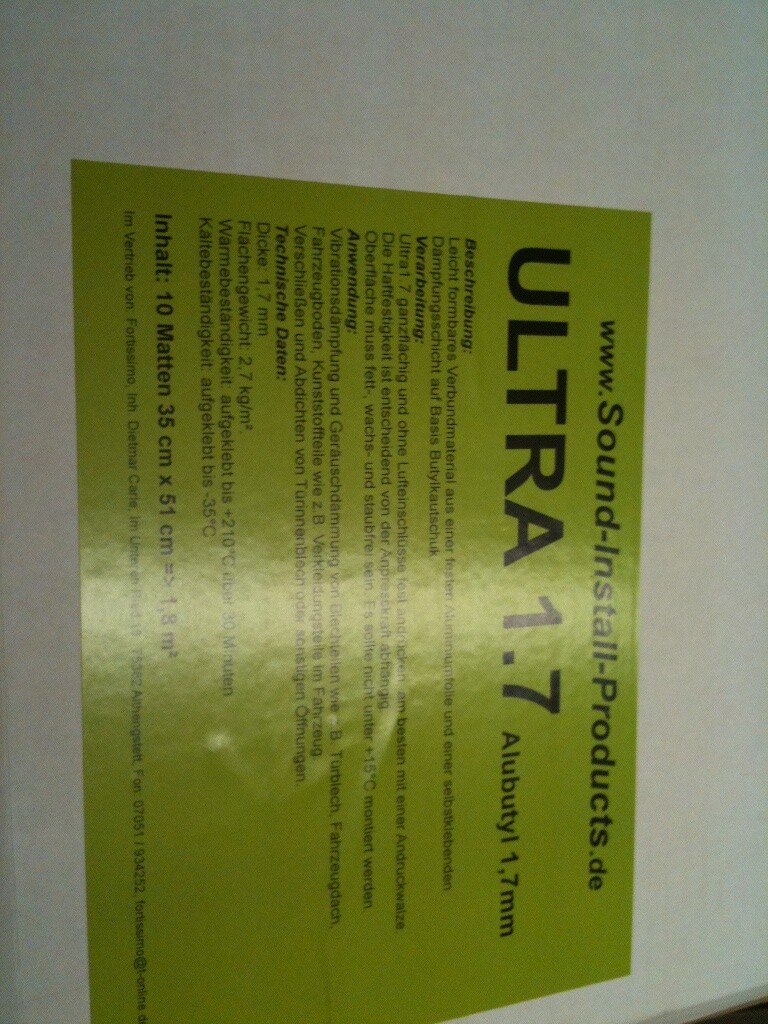 www.Sound-Install-Products.de
ULTRA 1.7 Alubutyl 1,7mm
Beschreibung:
Leicht formbares Verbundmaterial aus einer festen Aluminiumfolie und einer selbstklebenden
Dämpfungsschicht auf Basis Butylkautschuk
Verarbeitung:
Ultra1.7 ganzflächig und ohne Lufteinschlüsse fest andrücken, am besten mit einer Andruckwalze.
Die Haftfestigkeit ist entscheidend von der Anpresskraft abhängig.
Oberfläche muss fett-, wachs- und staubfrei sein. Es sollte nicht unter +15°C montiert werden.
Anwendung:
Vibrationsdämpfung und Geräuschdämmung von Blechteilen wie z.B. Türblech, Fahrzeugdach,
Fahrzeugboden, Kunststoffteile wie z.B. Verkleidungsteile im Fahrzeug.
Verschließen und Abdichten von Türinnenblech oder sonstigen Öffnungen.
Technische Daten:
Dicke: 1,7 mm
Flächengewicht: 2,7 kg/m²
Wärmebeständigkeit: aufgeklebt bis +210°C über 30 Minuten
Kältebeständigkeit: aufgeklebt bis -35°C
Inhalt: 10 Matten 35 cm x 51 cm => 1,8 m²
Im Vertrieb von: Fortissimo, Inh. Dietmar Carle, Im Unteren Ried 75382 Althengstett, Fon: 07051 / 934252, fortissimo@t-online.de